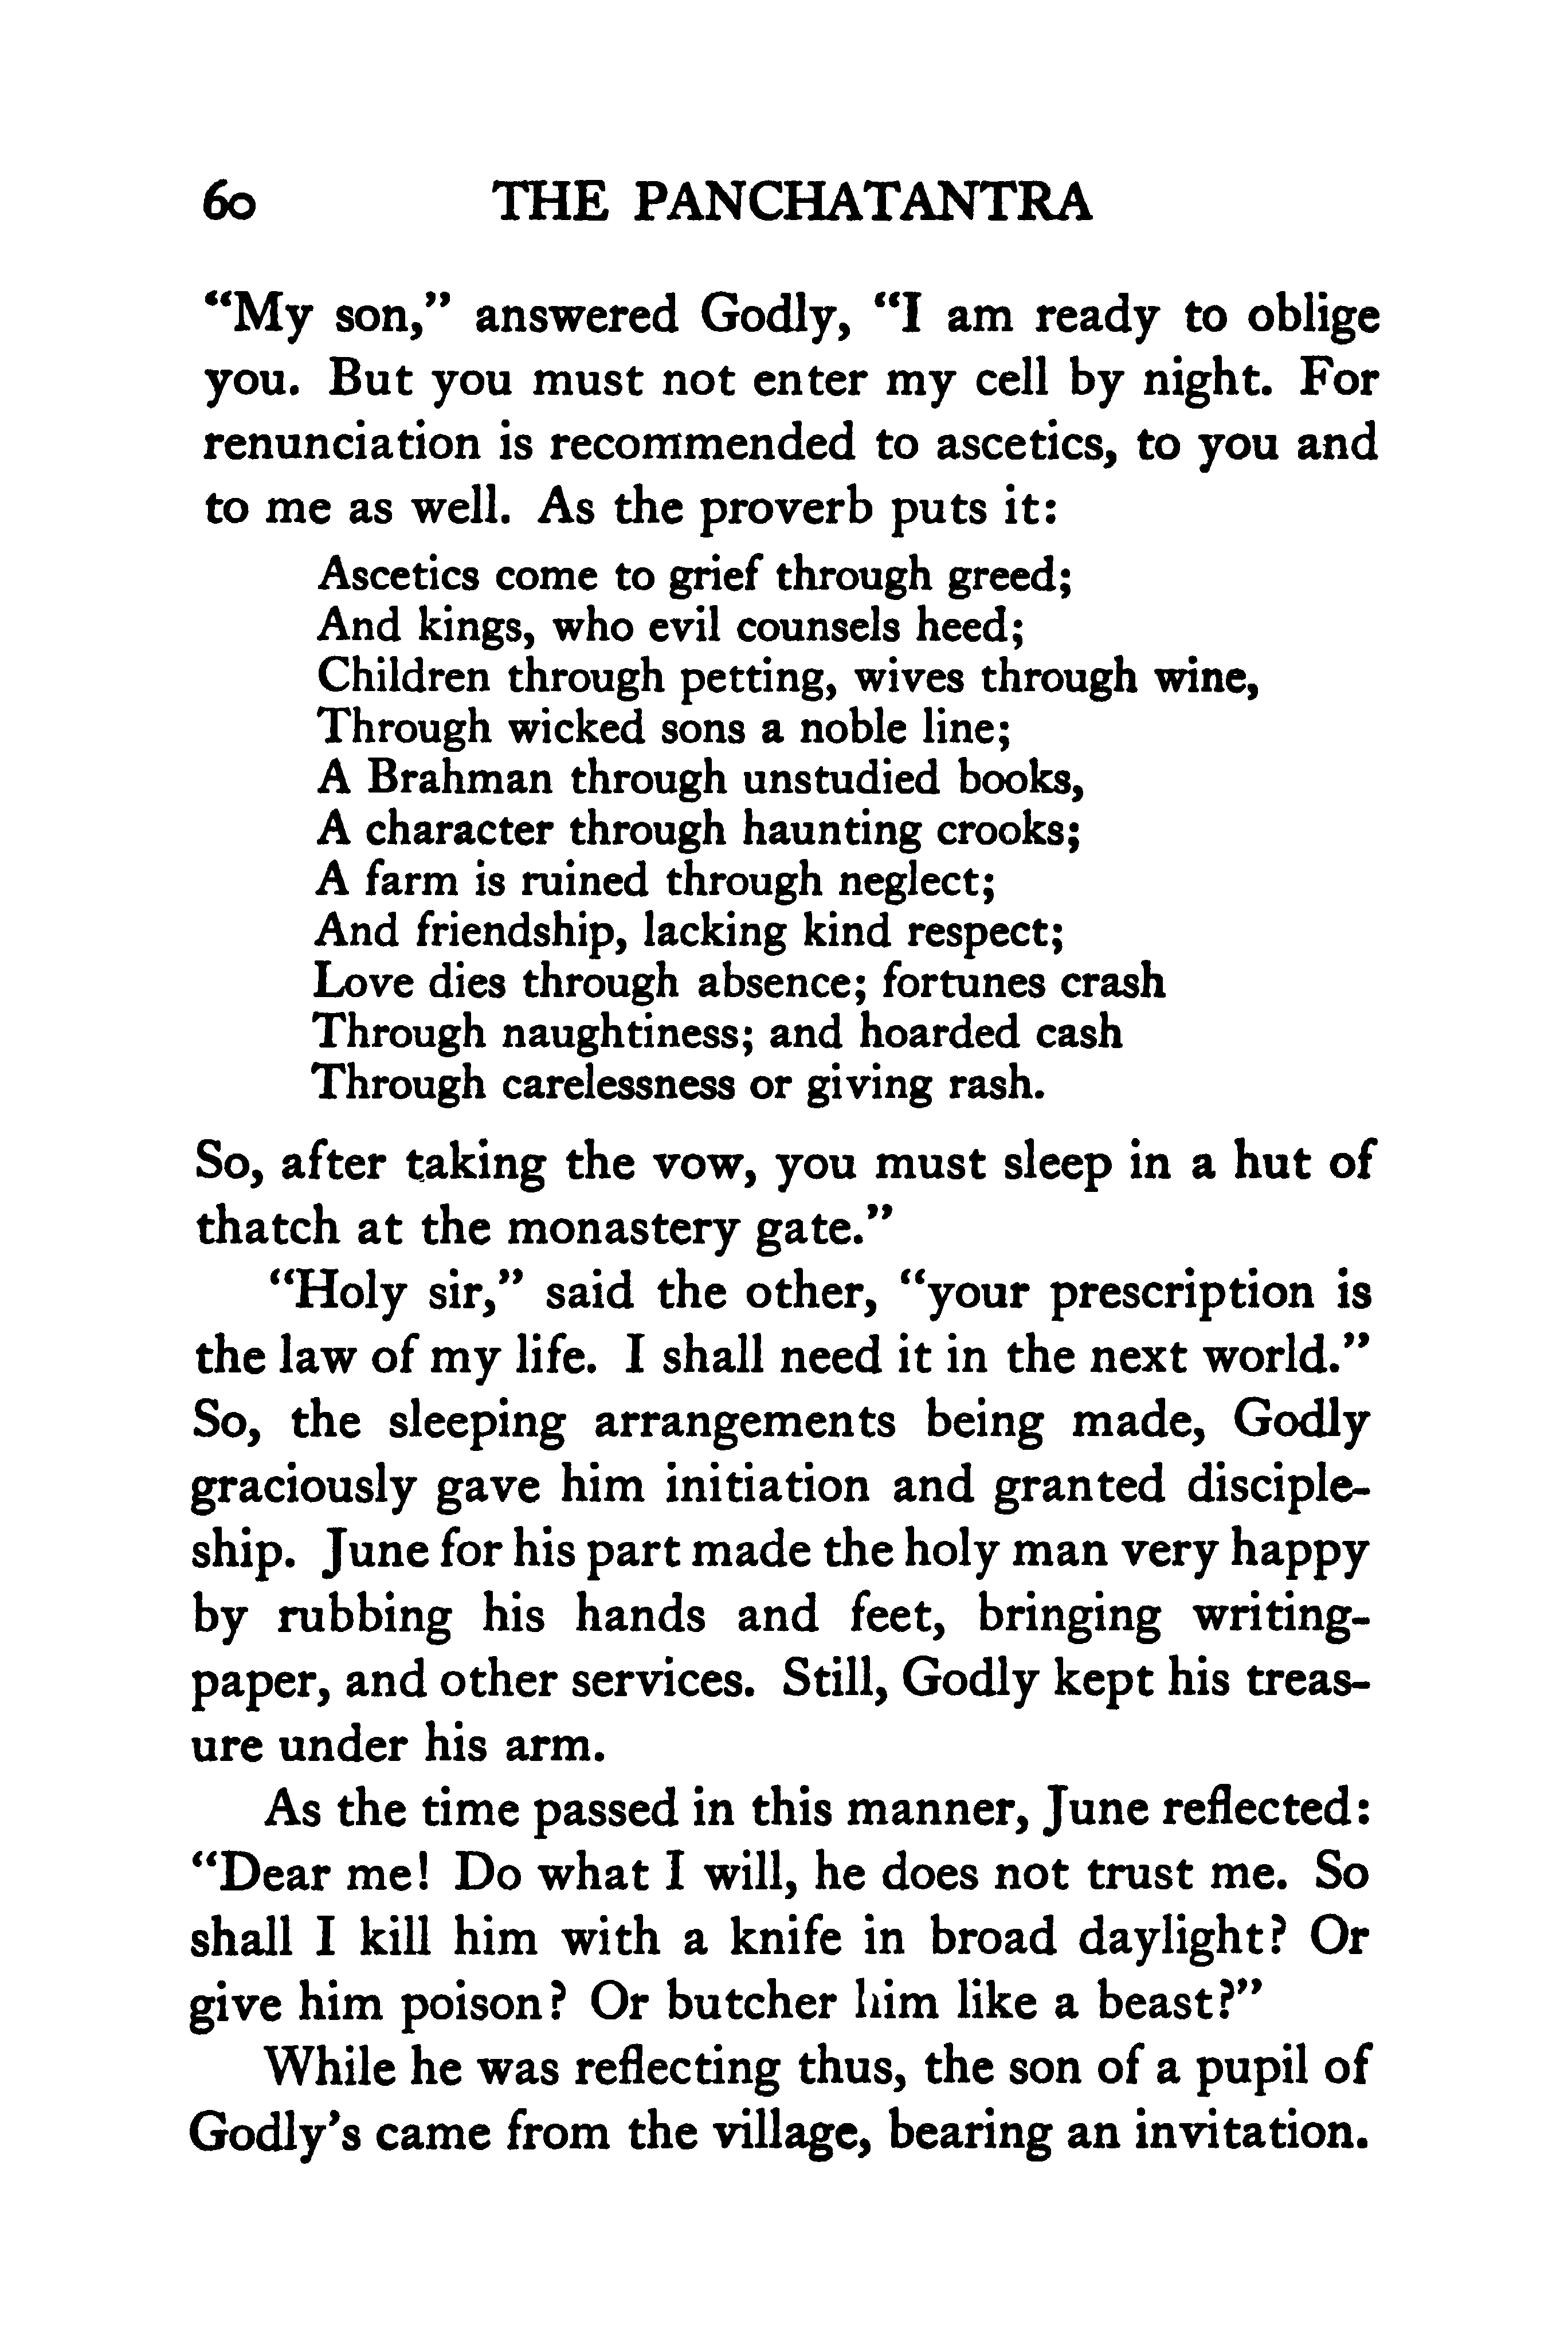 60 THE PANCHATANTRA
“My son,” answered Godly, “I am ready to oblige
you. But you must not enter my cell by night. For
renunciation is recommended to ascetics, to you and
to me as well. As the proverb puts it:
Ascetics come to grief through greed;
And kings, who evil counsels heed;
Children through petting, wives through wine,
Through wicked sons a noble line;
A Brahman through unstudied books,
A character through haunting crooks;
A farm is ruined through neglect;
And friendship, lacking kind respect;
Love dies through absence; fortunes crash
Through naughtiness; and hoarded cash
Through carelessness or giving rash.
So, after taking the vow, you must sleep in a hut of
thatch at the monastery gate.”
“Holy sir,” said the other, “your prescription is
the law of my life. I shall need it in the next world.”
So, the sleeping arrangements being made, Godly
graciously gave him initiation and granted disciple-
ship. June for his part made the holy man very happy
by rubbing his hands and feet, bringing writing-
paper, and other services. Still, Godly kept his treas-
ure under his arm.
As the time passed in this manner, June reflected:
“Dear me! Do what I will, he does not trust me. So
shall I kill him with a knife in broad daylight? Or
give him poison? Or butcher him like a beast?”
While he was reflecting thus, the son of a pupil of
Godly’s came from the village, bearing an invitation.